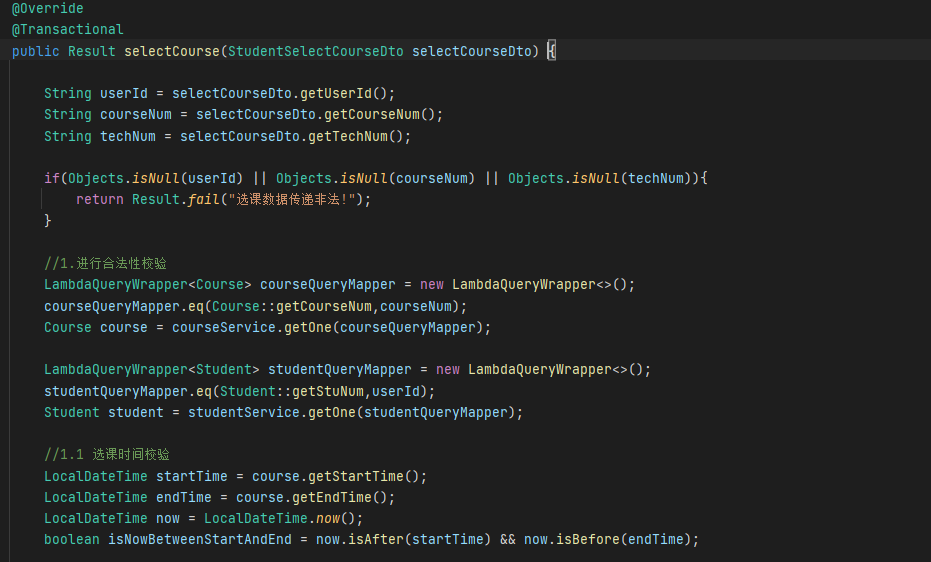 @Override
@Transactional
public Result selectCourse(StudentSelectCourseDto selectCourseDto) {
String userId = selectCourseDto.getUserId();
String courseNum = selectCourseDto.getCourseNum();
String techNum = selectCourseDto.getTechNum();
if(Objects.isNull(userId) || Objects.isNull(courseNum) || Objects.isNull(techNum)){
return Result.fail("选课数据传递非法!");
}
//1.进行合法性校验
LambdaQueryWrapper<Course> courseQueryMapper = new LambdaQueryWrapper<>();
courseQueryMapper.eq(Course::getCourseNum,courseNum);
Course course = courseService.getOne(courseQueryMapper);
LambdaQueryWrapper<Student> studentQueryMapper = new LambdaQueryWrapper<>();
studentQueryMapper.eq(Student::getStuNum,userId);
Student student = studentService.getOne(studentQueryMapper);
//1.1 选课时间校验
LocalDateTime startTime = course.getStartTime();
LocalDateTime endTime = course.getEndTime();
LocalDateTime now = LocalDateTime.now();
boolean isNowBetweenStartAndEnd = now.isAfter(startTime) && now.isBefore(endTime);